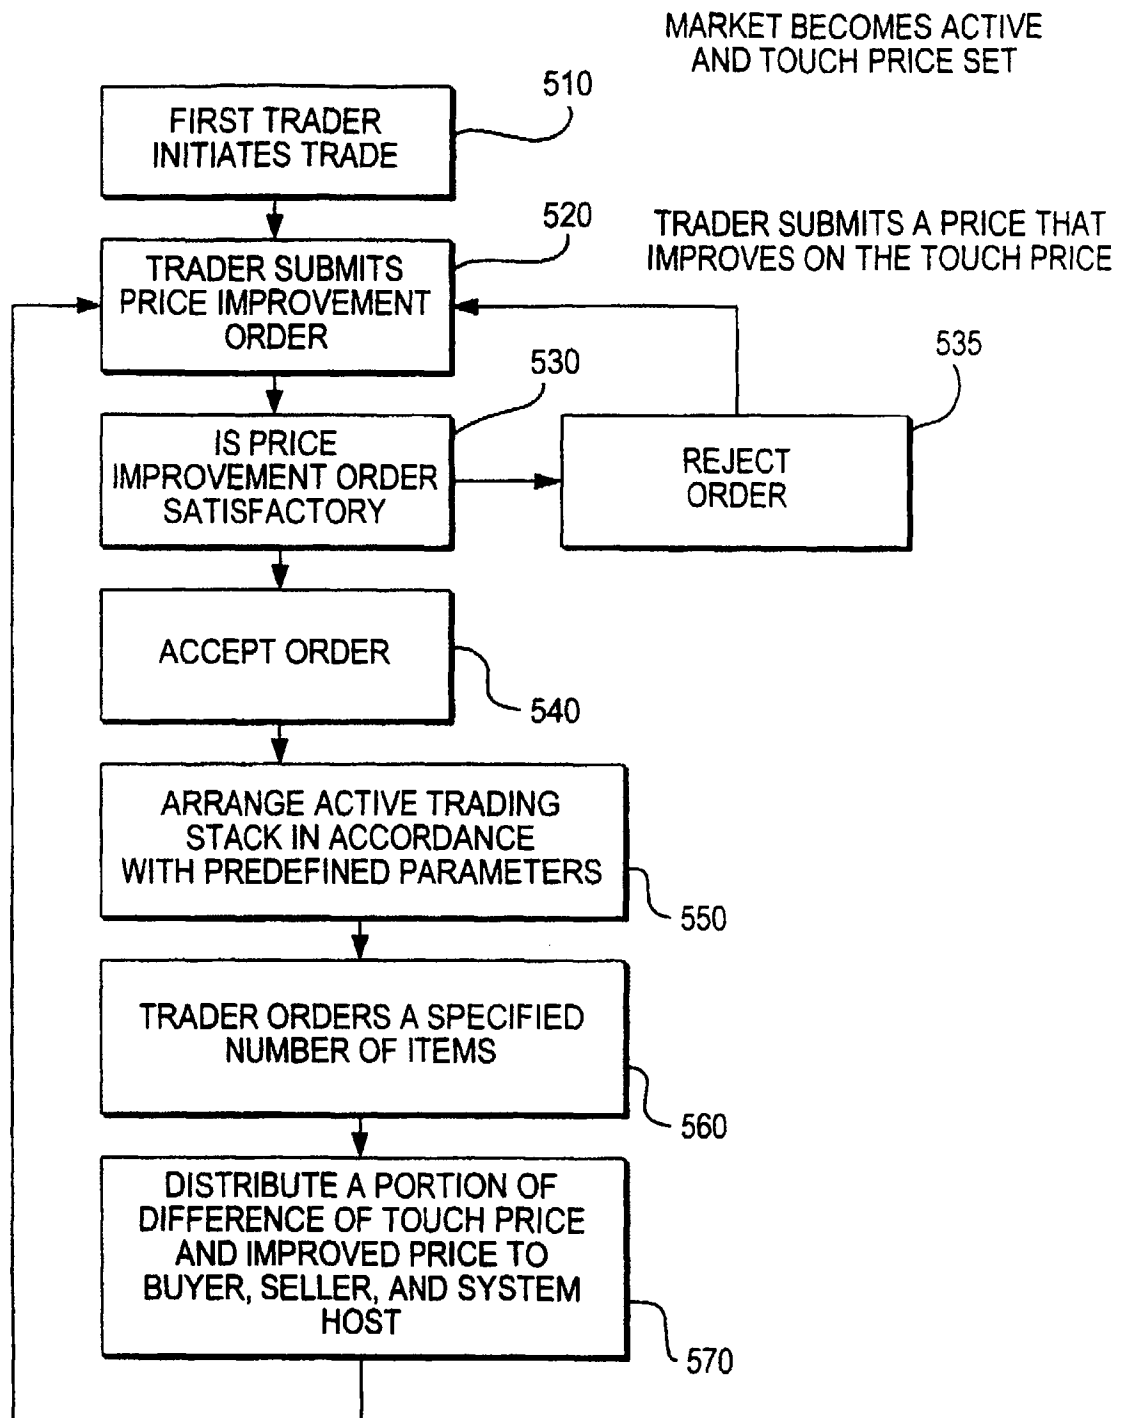 MARKET BECOMES ACTIVE
AND TOUCH PRICE SET
510
FIRST TRADER
INITIATES TRADE
520
TRADER SUBMITS A PRICE THAT
IMPROVES ON THE TOUCH PRICE
TRADER SUBMITS
PRICE IMPROVEMENT
ORDER
530
535
IS PRICE
IMPROVEMENT ORDER
SATISFACTORY
REJECT
ORDER
ACCEPT ORDER
540
ARRANGE ACTIVE TRADING
STACK IN ACCORDANCE
WITH PREDEFINED PARAMETERS
550
TRADER ORDERS A SPECIFIED
NUMBER OF ITEMS
560
DISTRIBUTE A PORTION OF
DIFFERENCE OF TOUCH PRICE
AND IMPROVED PRICE TO
BUYER, SELLER, AND SYSTEM
HOST
570